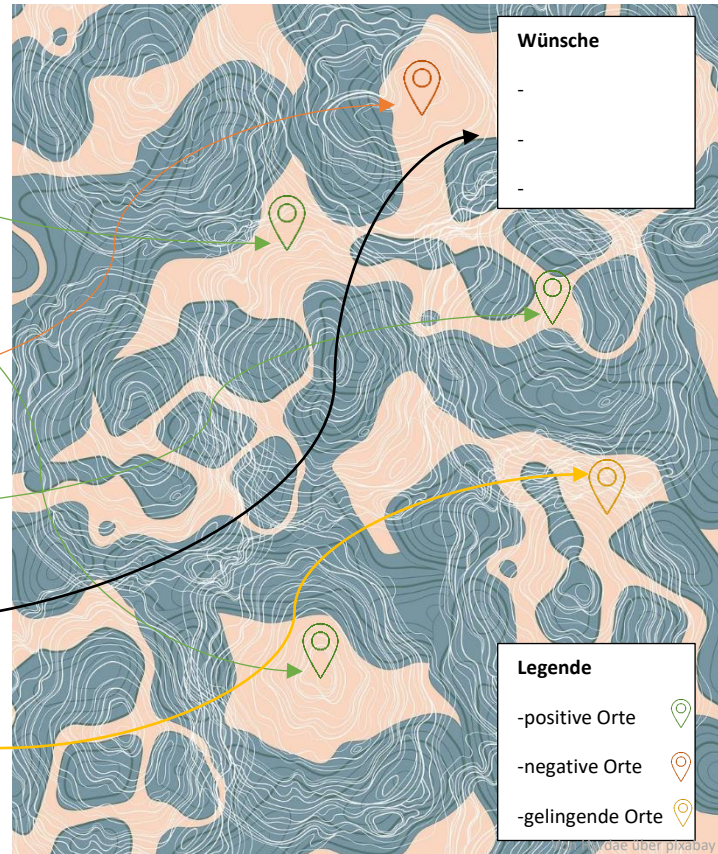 Wünsche
-
-
-
Legende
-positive Orte
-negative Orte
-gelingende Orte
über pixabay